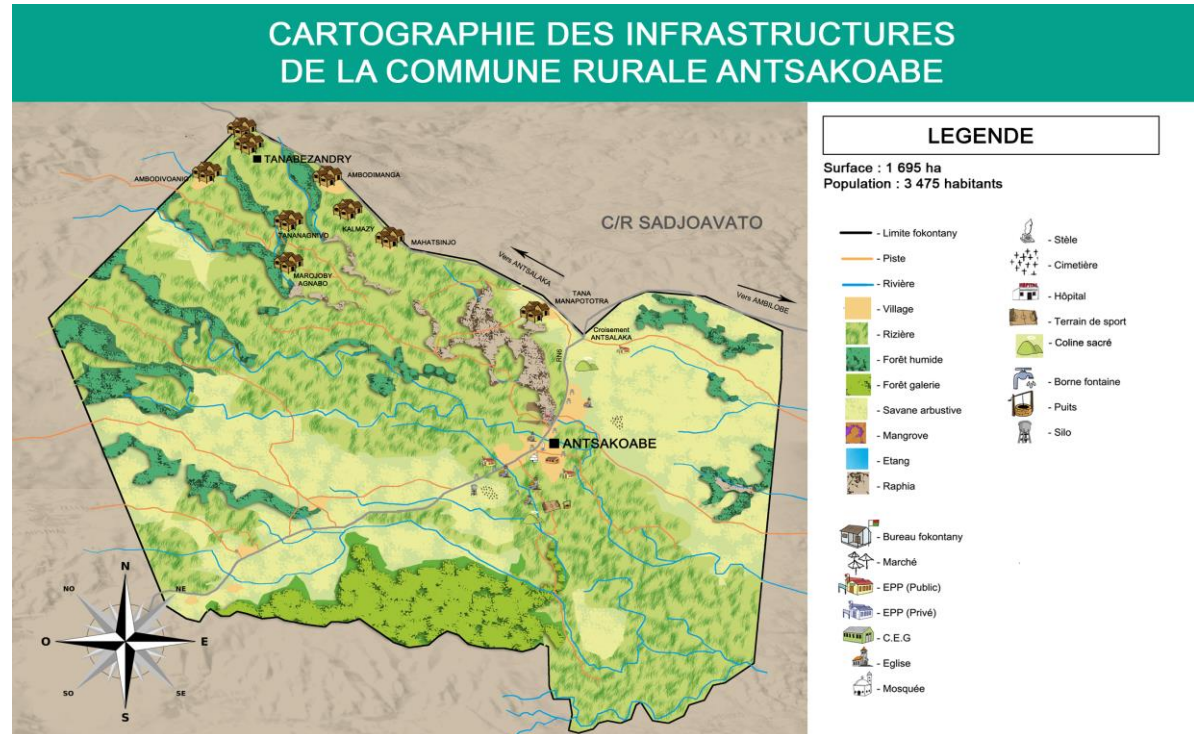 CARTOGRAPHIE DES INFRASTRUCTURES
DE LA COMMUNE RURALE ANTSAKOABE
TANABEZANDRY
AMBODIVOANIO
AMBODIMANGA
KALMAZY
TANANAGNIVO
MAHATSINJO
MAROJOBY
AGNABO
C/R SADJOAVATO
Vers ANTSALAKA
Vers AMBILOBE
TANA
MANAPOTOTRA
Croisement
ANTSALAKA
RN6
ANTSAKOABE
N
NO
NE
O
E
SO
SE
S
LEGENDE
Surface : 1 695 ha
Population : 3 475 habitants
- Limite fokontany
- Piste
- Rivière
- Village
- Rizière
- Forêt humide
- Forêt galerie
- Savane arbustive
- Mangrove
- Etang
- Raphia
- Bureau fokontany
- Marché
- EPP (Public)
- EPP (Privé)
- C.E.G
- Eglise
- Mosquée
- Stèle
- Cimetière
HOPITAL
- Hôpital
- Terrain de sport
- Coline sacré
- Borne fontaine
- Puits
- Silo